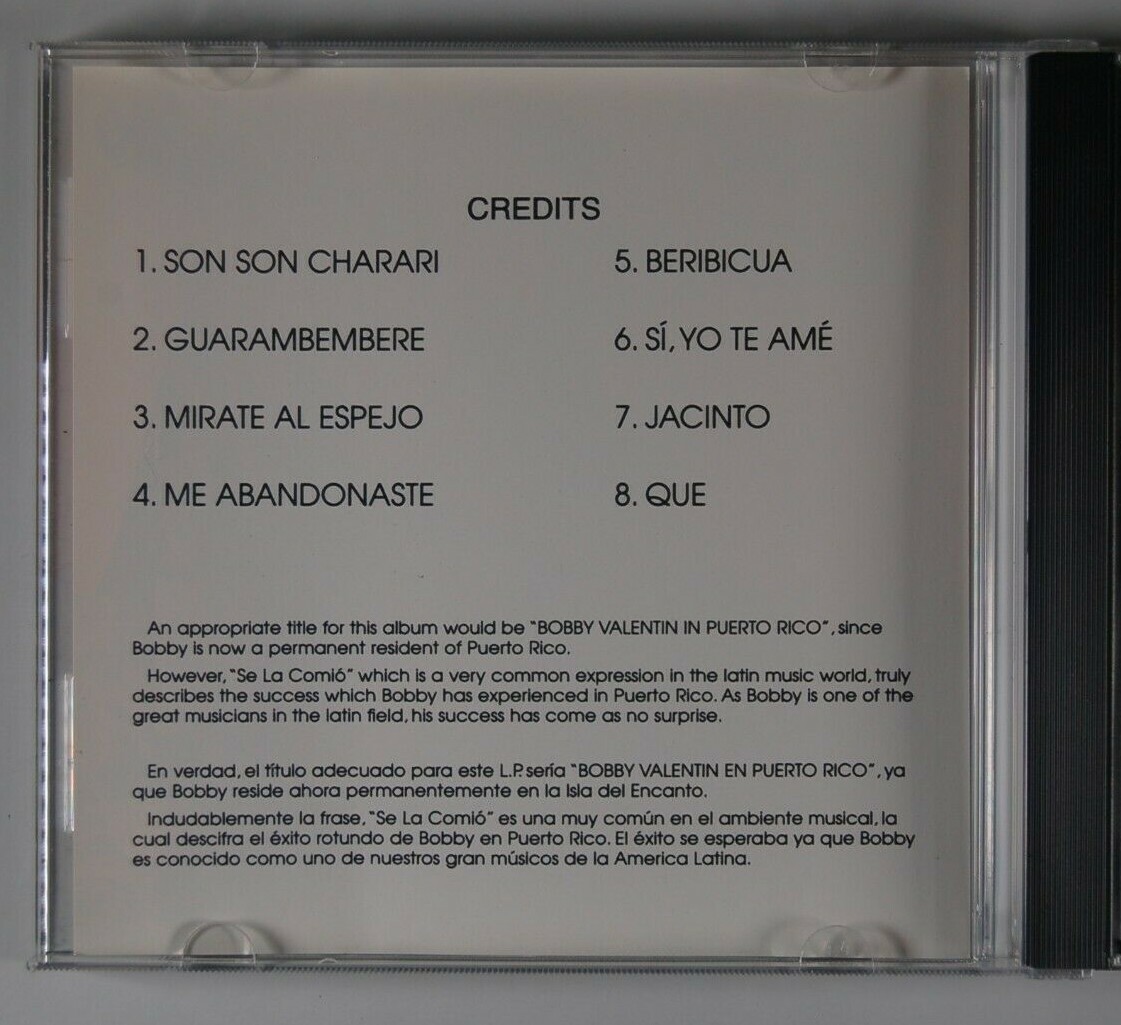 CREDITS
1. SON SON CHARARI
2. GUARAMBEMBERE
3. MIRATE AL ESPEJO
4. ME ABANDONASTE
5. BERIBICUA
6. SÍ, YO TE AMÉ
7. JACINTO
8. QUE
An appropriate title for this album would be "BOBBY VALENTIN IN PUERTO RICO", since
Bobby is now a permanent resident of Puerto Rico.
However, "Se La Comió" which is a very common expression in the latin music world, truly
describes the success which Bobby has experienced in Puerto Rico. As Bobby is one of the
great musicians in the latin field, his success has come as no surprise.
En verdad, el título adecuado para este L.P. sería "BOBBY VALENTIN EN PUERTO RICO", ya
que Bobby reside ahora permanentemente en la Isla del Encanto.
Indudablemente la frase, "Se La Comió" es una muy común en el ambiente musical, la
cual descifra el éxito rotundo de Bobby en Puerto Rico. El éxito se esperaba ya que Bobby
es conocido como uno de nuestros gran músicos de la America Latina.